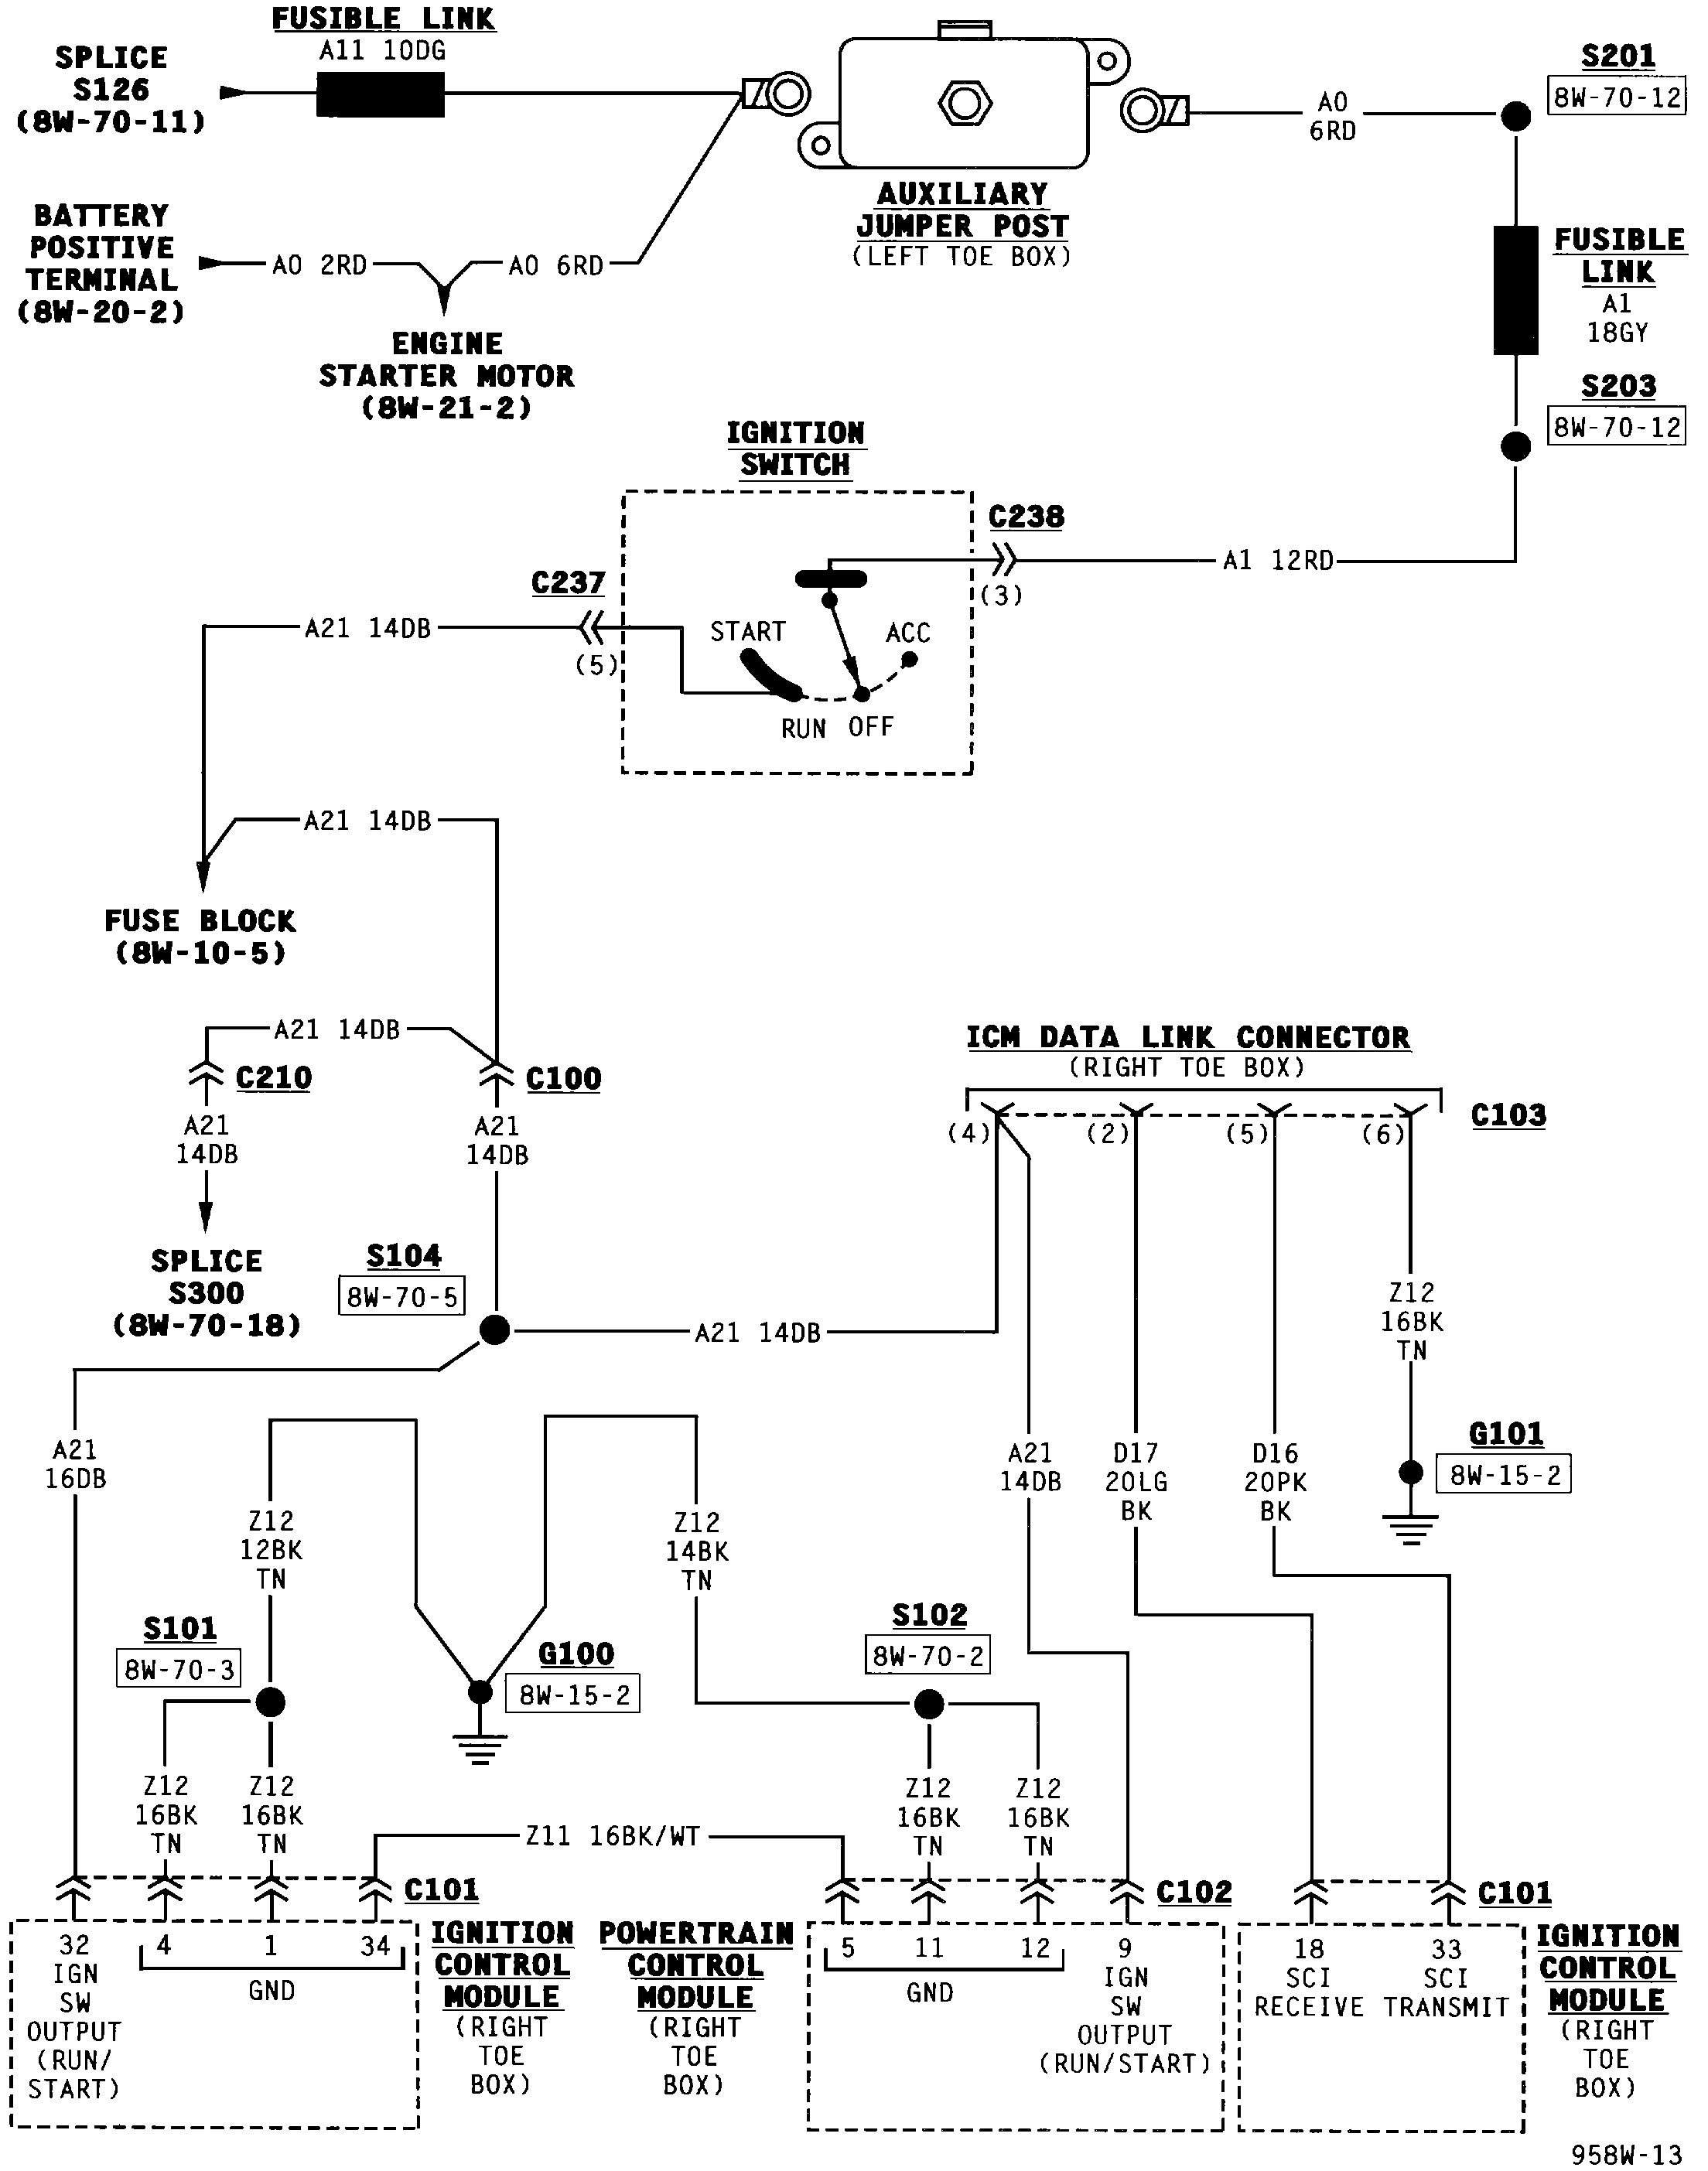 FUSIBLE LINK
A11 10DG
SPLICE
S126
(8W-70-11)
BATTERY
POSITIVE
TERMINAL
(8W-20-2)
A0 2RD
A0 6RD
ENGINE
STARTER MOTOR
(8W-21-2)
AUXILIARY
JUMPER POST
(LEFT TOE BOX)
A0
6RD
S201
8W-70-12
FUSIBLE
LINK
A1
18GY
S203
8W-70-12
IGNITION
SWITCH
C238
(3)
A1 12RD
C237
(5)
A21 14DB
START
ACC
RUN OFF
A21 14DB
FUSE BLOCK
(8W-10-5)
A21 14DB
C210
C100
A21
14DB
A21
14DB
SPLICE
S300
(8W-70-18)
S104
8W-70-5
A21 14DB
ICM DATA LINK CONNECTOR
(RIGHT TOE BOX)
C103
(4)
(2)
(5)
(6)
Z12
16BK
TN
G101
8W-15-2
A21
16DB
A21
14DB
D17
20LG
BK
D16
20PK
BK
Z12
12BK
TN
Z12
14BK
TN
S101
8W-70-3
G100
8W-15-2
S102
8W-70-2
Z12
16BK
TN
Z12
16BK
TN
Z11 16BK/WT
Z12
16BK
TN
Z12
16BK
TN
C101
C102
C101
32
IGN
SW
OUTPUT
(RUN/
START)
4
1
34
GND
IGNITION
CONTROL
MODULE
(RIGHT
TOE
BOX)
POWERTRAIN
CONTROL
MODULE
(RIGHT
TOE
BOX)
5
11
12
GND
9
IGN
SW
OUTPUT
(RUN/START)
18
SCI
RECEIVE
33
SCI
TRANSMIT
IGNITION
CONTROL
MODULE
(RIGHT
TOE
BOX)
958W-13